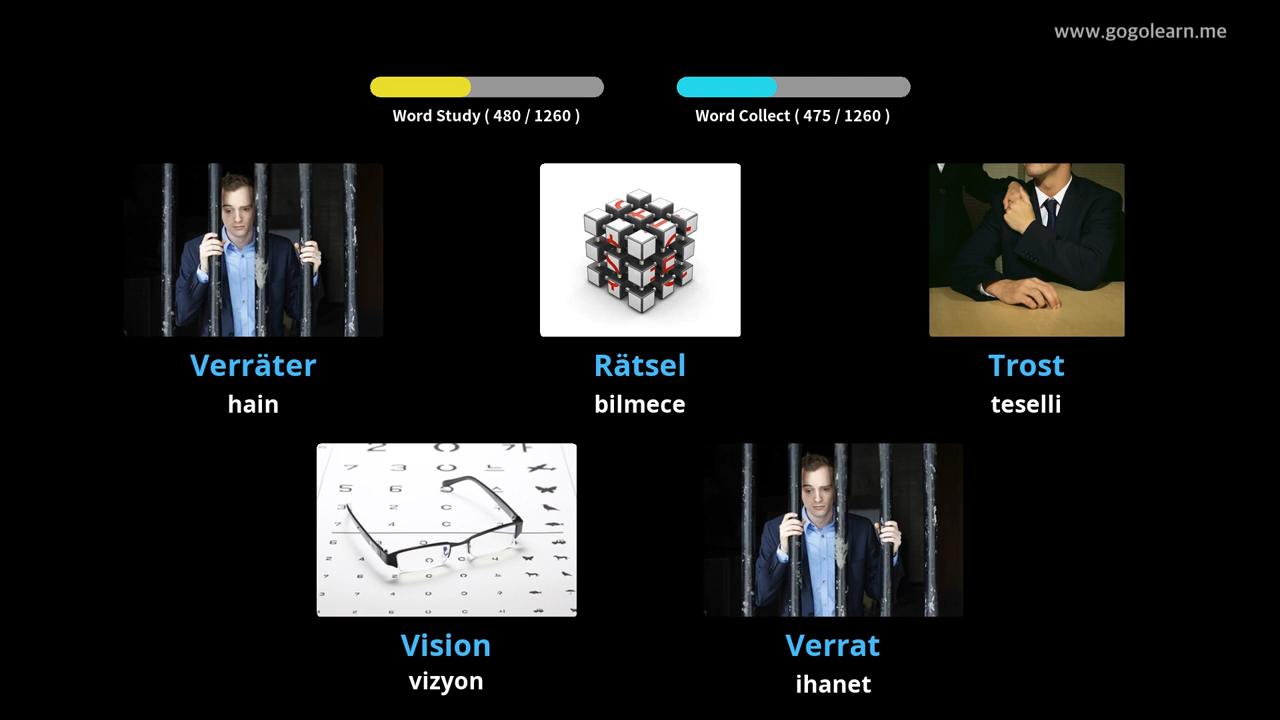 www.gogolearn.me
Word Study ( 480 / 1260 )
Word Collect ( 475 / 1260 )
Verräter
hain
Rätsel
bilmece
Trost
teselli
Vision
vizyon
Verrat
ihanet